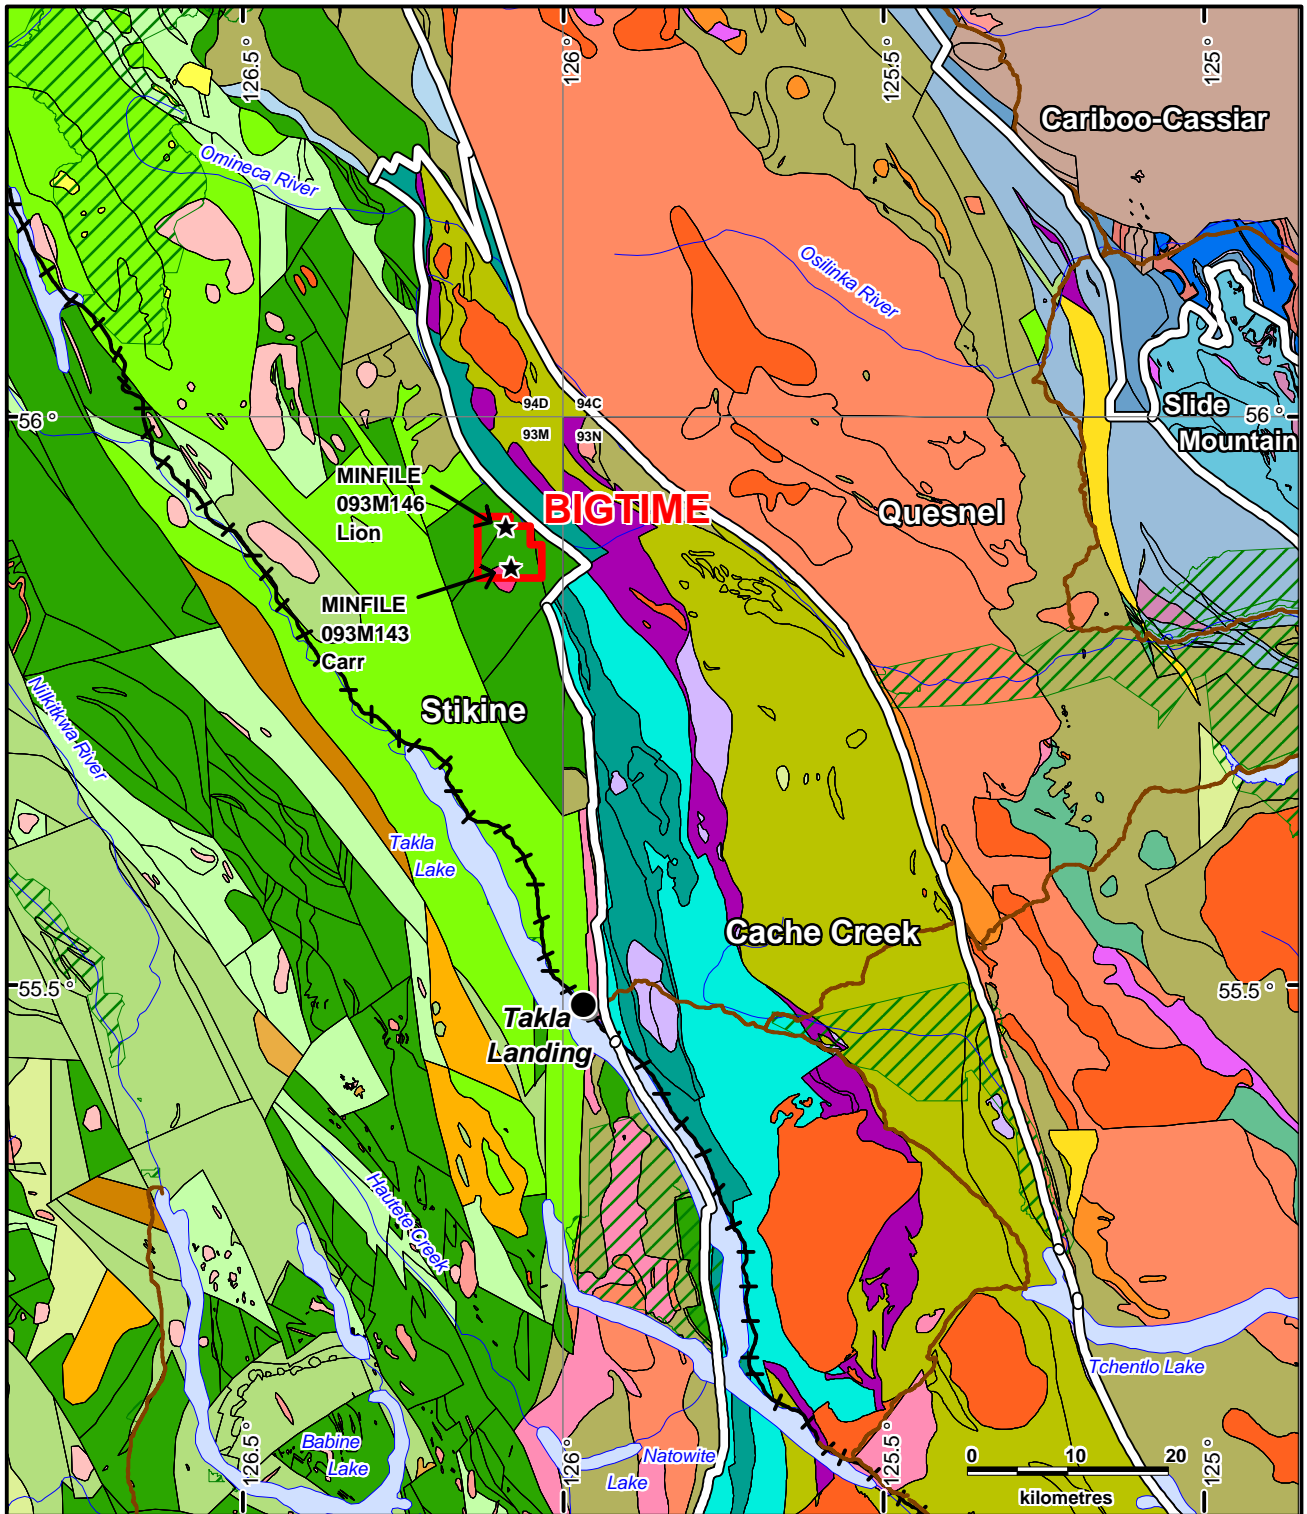 126.5 °
126 °
125.5 °
125 °
Cariboo-Cassiar
Omineca River
Osilinka River
94D
94C
56 °
56 °
93M
93N
Slide
Mountain
MINFILE
093M146
Lion
BIGTIME
Quesnel
MINFILE
093M143
Carr
Stikine
Nilkitkwa River
Takla
Lake
Cache Creek
55.5 °
55.5 °
Takla
Landing
Hautete Creek
Tchentlo Lake
Babine
Lake
Natowite
Lake
0
10
20
kilometres
126.5 °
126 °
125.5 °
125 °